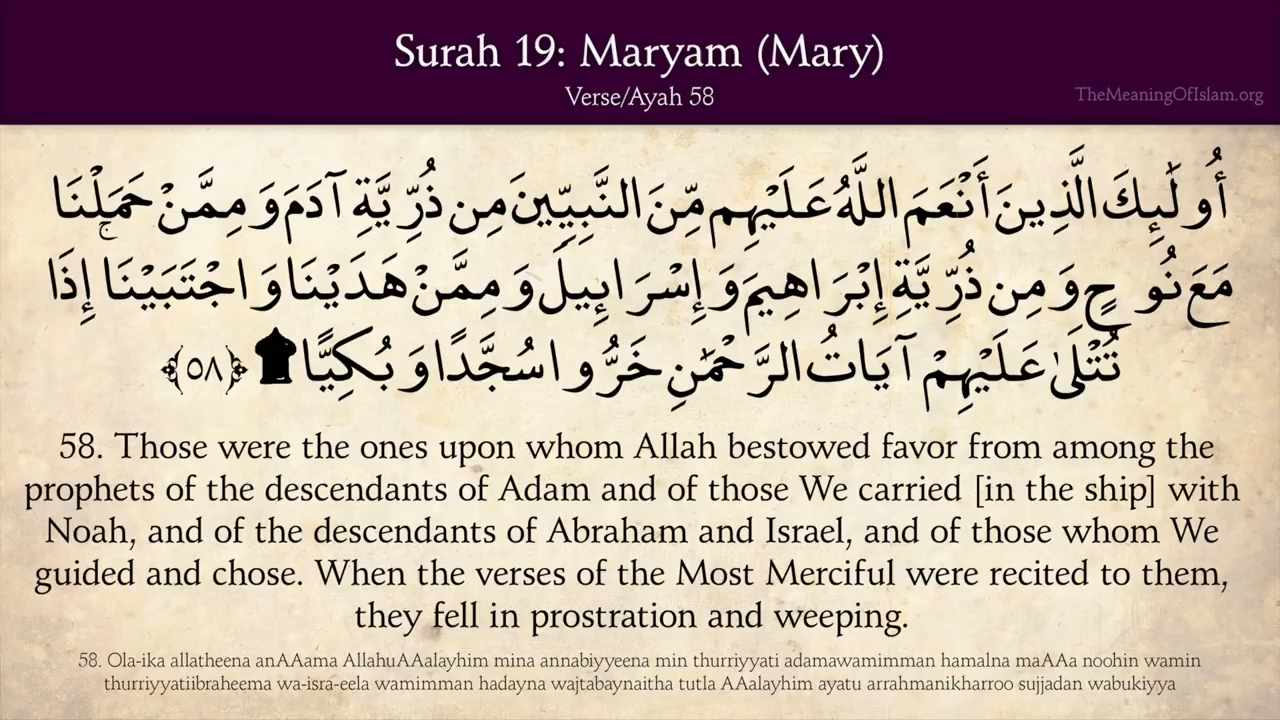 Surah 19: Maryam (Mary)
Verse/Ayah 58
TheMeaningOfIslam.org
أُولَٰئِكَ الَّذِينَ أَنْعَمَ اللَّهُ عَلَيْهِم مِّنَ النَّبِيِّينَ مِن ذُرِّيَّةِ آدَمَ وَمِمَّنْ حَمَلْنَا
مَعَ نُوحٍ وَمِن ذُرِّيَّةِ إِبْرَاهِيمَ وَإِسْرَائِيلَ وَمِمَّنْ هَدَيْنَا وَاجْتَبَيْنَا ۚ إِذَا
تُتْلَىٰ عَلَيْهِمْ آيَاتُ الرَّحْمَٰنِ خَرُّوا سُجَّدًا وَبُكِيًّا ۩ ﴿٥٨﴾
58. Those were the ones upon whom Allah bestowed favor from among the
prophets of the descendants of Adam and of those We carried [in the ship] with
Noah, and of the descendants of Abraham and Israel, and of those whom We
guided and chose. When the verses of the Most Merciful were recited to them,
they fell in prostration and weeping.
58. Ola-ika allatheena anAAama AllahuAAalayhim mina annabiyyeena min thurriyyati adamawamimman hamalna maAAa noohin wamin
thurriyyatiibraheema wa-isra-eela wamimman hadayna wajtabaynaitha tutla AAalayhim ayatu arrahmanikharroo sujjadan wabukiyya